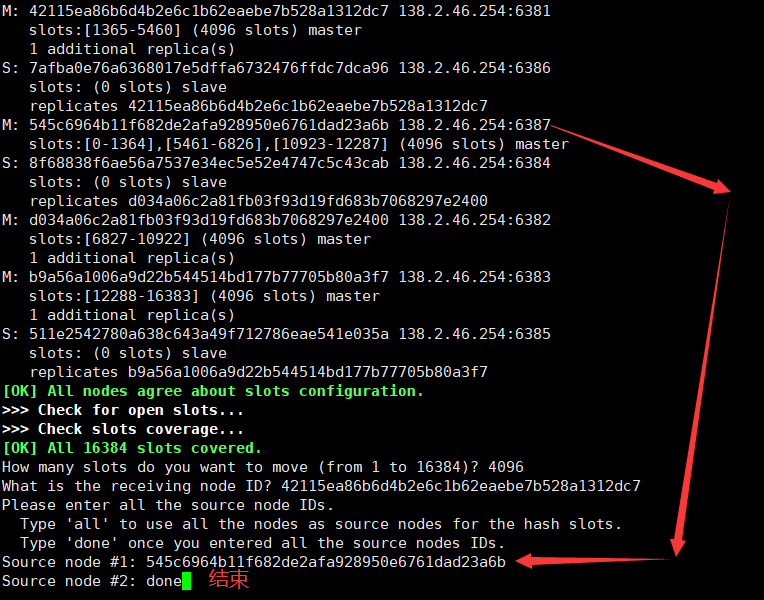 M: 42115ea86b6d4b2e6c1b62eaebe7b528a1312dc7 138.2.46.254:6381
slots:[1365-5460] (4096 slots) master
1 additional replica(s)
S: 7afba0e76a6368017e5dffa6732476ffdc7dca96 138.2.46.254:6386
slots: (0 slots) slave
replicates 42115ea86b6d4b2e6c1b62eaebe7b528a1312dc7
M: 545c6964b11f682de2afa928950e6761dad23a6b 138.2.46.254:6387
slots:[0-1364],[5461-6826],[10923-12287] (4096 slots) master
S: 8f68838f6ae56a7537e34ec5e52e4747c5c43cab 138.2.46.254:6384
slots: (0 slots) slave
replicates d034a06c2a81fb03f93d19fd683b7068297e2400
M: d034a06c2a81fb03f93d19fd683b7068297e2400 138.2.46.254:6382
slots:[6827-10922] (4096 slots) master
1 additional replica(s)
M: b9a56a1006a9d22b544514bd177b77705b80a3f7 138.2.46.254:6383
slots:[12288-16383] (4096 slots) master
1 additional replica(s)
S: 511e2542780a638c643a49f712786eae541e035a 138.2.46.254:6385
slots: (0 slots) slave
replicates b9a56a1006a9d22b544514bd177b77705b80a3f7
[OK] All nodes agree about slots configuration.
>>> Check for open slots...
>>> Check slots coverage...
[OK] All 16384 slots covered.
How many slots do you want to move (from 1 to 16384)? 4096
What is the receiving node ID? 42115ea86b6d4b2e6c1b62eaebe7b528a1312dc7
Please enter all the source node IDs.
Type 'all' to use all the nodes as source nodes for the hash slots.
Type 'done' once you entered all the source nodes IDs.
Source node #1: 545c6964b11f682de2afa928950e6761dad23a6b
Source node #2: done 结束